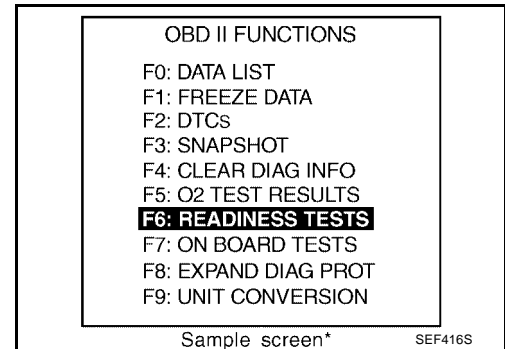 OBD II FUNCTIONS
F0: DATA LIST
F1: FREEZE DATA
F2: DTCs
F3: SNAPSHOT
F4: CLEAR DIAG INFO
F5: O2 TEST RESULTS
F6: READINESS TESTS
F7: ON BOARD TESTS
F8: EXPAND DIAG PROT
F9: UNIT CONVERSION
Sample screen* SEF416S